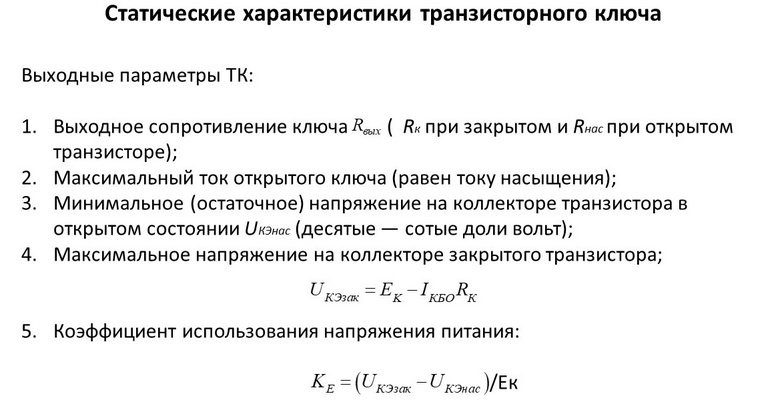 Статические характеристики транзисторного ключа
Выходные параметры ТК:
1. Выходное сопротивление ключа Rвых ( Rк при закрытом и Rнас при открытом
транзисторе);
2. Максимальный ток открытого ключа (равен току насыщения);
3. Минимальное (остаточное) напряжение на коллекторе транзистора в
открытом состоянии UКЭнас (десятые — сотые доли вольт);
4. Максимальное напряжение на коллекторе закрытого транзистора;
UКЭзак = EК – IКБО RК
5. Коэффициент использования напряжения питания:
KE = (UКЭзак – UКЭнас)/Ек